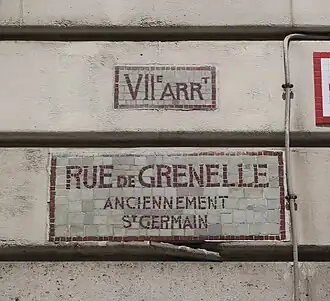 VIIᴱ ARRᵀ
RUE DE GRENELLE
ANCIENNEMENT
Sᵀ GERMAIN